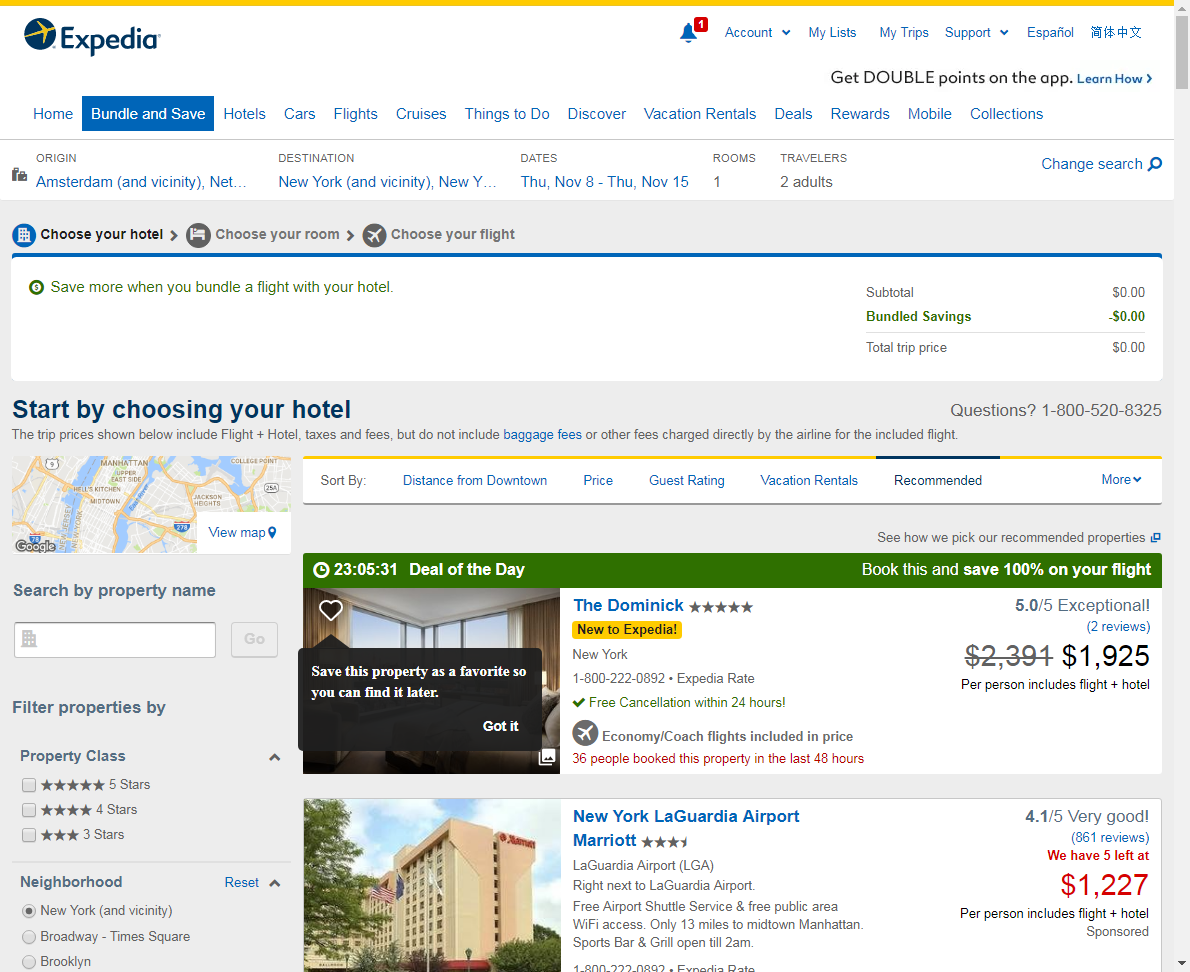 Expedia
1
Account
My Lists
My Trips
Support
Español
简体中文
Get DOUBLE points on the app. Learn How
Home
Bundle and Save
Hotels
Cars
Flights
Cruises
Things to Do
Discover
Vacation Rentals
Deals
Rewards
Mobile
Collections
ORIGIN
Amsterdam (and vicinity), Net...
DESTINATION
New York (and vicinity), New Y...
DATES
Thu, Nov 8 - Thu, Nov 15
ROOMS
1
TRAVELERS
2 adults
Change search
Choose your hotel
Choose your room
Choose your flight
Save more when you bundle a flight with your hotel.
Subtotal $0.00
Bundled Savings -$0.00
Total trip price $0.00
Start by choosing your hotel
Questions? 1-800-520-8325
The trip prices shown below include Flight + Hotel, taxes and fees, but do not include baggage fees or other fees charged directly by the airline for the included flight.
MANHATTAN
COLLEGE POINT
9
UPPER
EAST SIDE
HELL'S KITCHEN
MIDTOWN
25A
JACKSON
HEIGHTS
East River
NEW JERSEY
NEW YORK
278
78
Google
View map
Search by property name
Go
Filter properties by
Property Class
5 Stars
4 Stars
3 Stars
Neighborhood
Reset
New York (and vicinity)
Broadway - Times Square
Brooklyn
Sort By:
Distance from Downtown
Price
Guest Rating
Vacation Rentals
Recommended
More
See how we pick our recommended properties
23:05:31 Deal of the Day
Book this and save 100% on your flight
Save this property as a favorite so
you can find it later.
Got it
The Dominick
New to Expedia!
New York
1-800-222-0892 • Expedia Rate
Free Cancellation within 24 hours!
Economy/Coach flights included in price
36 people booked this property in the last 48 hours
5.0/5 Exceptional!
(2 reviews)
$2,391 $1,925
Per person includes flight + hotel
Marriott
New York LaGuardia Airport
Marriott
LaGuardia Airport (LGA)
Right next to LaGuardia Airport.
Free Airport Shuttle Service & free public area
WiFi access. Only 13 miles to midtown Manhattan.
Sports Bar & Grill open till 2am.
1-800-222-0892 • Expedia Rate
4.1/5 Very good!
(861 reviews)
We have 5 left at
$1,227
Per person includes flight + hotel
Sponsored